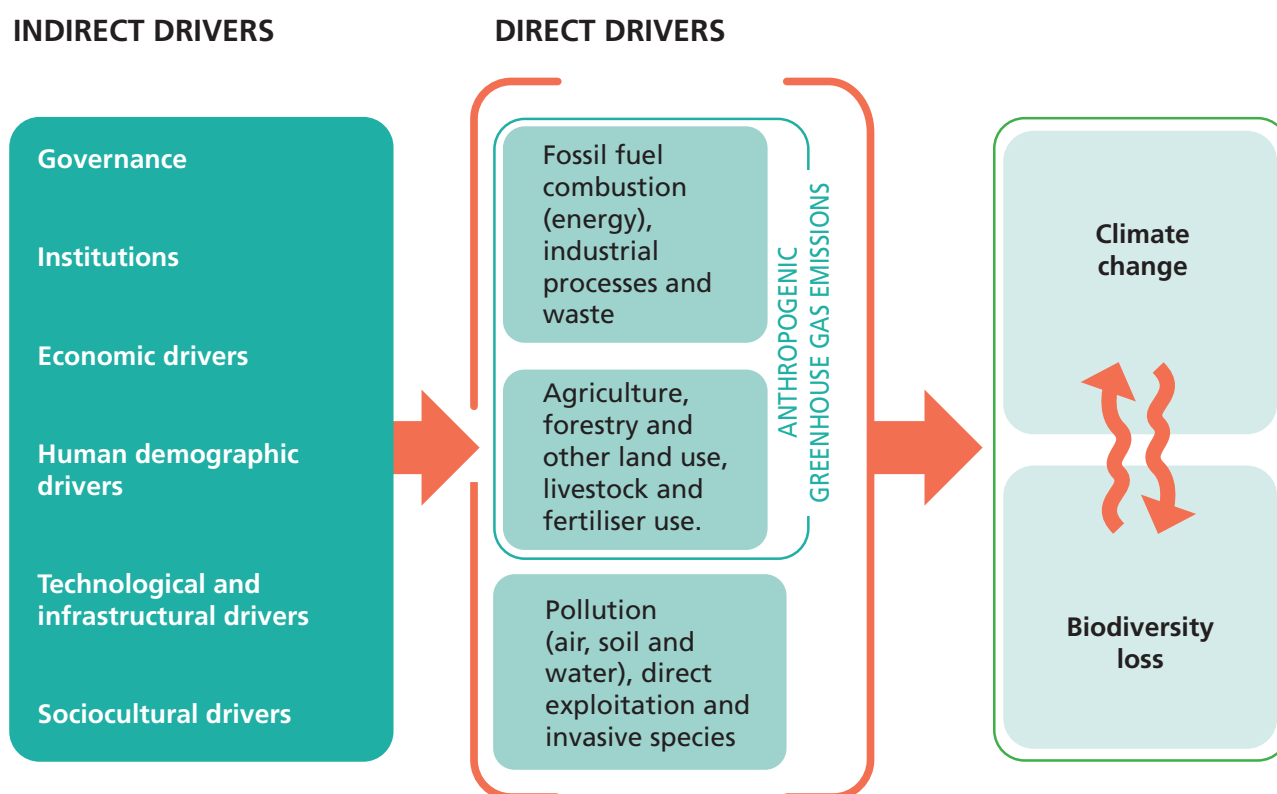 INDIRECT DRIVERS
DIRECT DRIVERS
Governance
Institutions
Economic drivers
Human demographic
drivers
Technological and
infrastructural drivers
Sociocultural drivers
Fossil fuel
combustion
(energy),
industrial
processes and
waste
Agriculture,
forestry and
other land use,
livestock and
fertiliser use.
ANTHROPOGENIC
GREENHOUSE GAS EMISSIONS
Pollution
(air, soil and
water), direct
exploitation and
invasive species
Climate
change
Biodiversity
loss